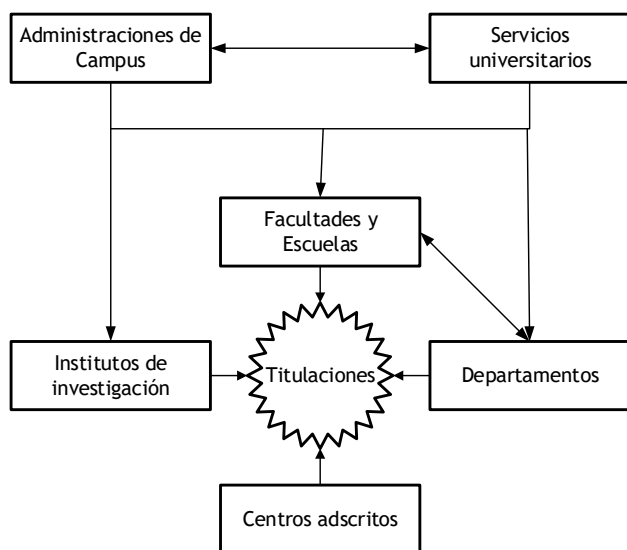 Administraciones de
Campus
Servicios
universitarios
Facultades y
Escuelas
Institutos de
investigación
Titulaciones
Departamentos
Centros adscritos